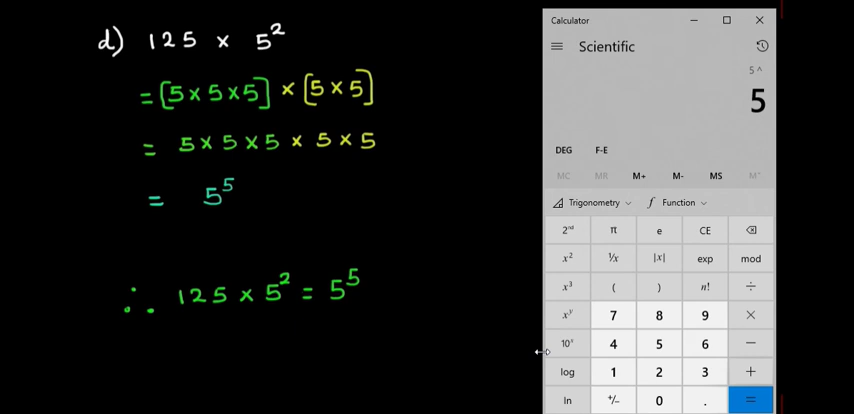 d) 125 × 5²
= [5 × 5 × 5] × [5 × 5]
= 5 × 5 × 5 × 5 × 5
= 5⁵
∴ 125 × 5² = 5⁵
Calculator
Scientific
5 ^
5
DEG F-E
MC MR M+ M- MS M˅
Trigonometry f Function
2ⁿᵈ π e CE
x² ¹/x |x| exp mod
x³ ( ) n! ÷
xʸ 7 8 9 ×
10ˣ 4 5 6 −
log 1 2 3 +
ln +/− 0 . =